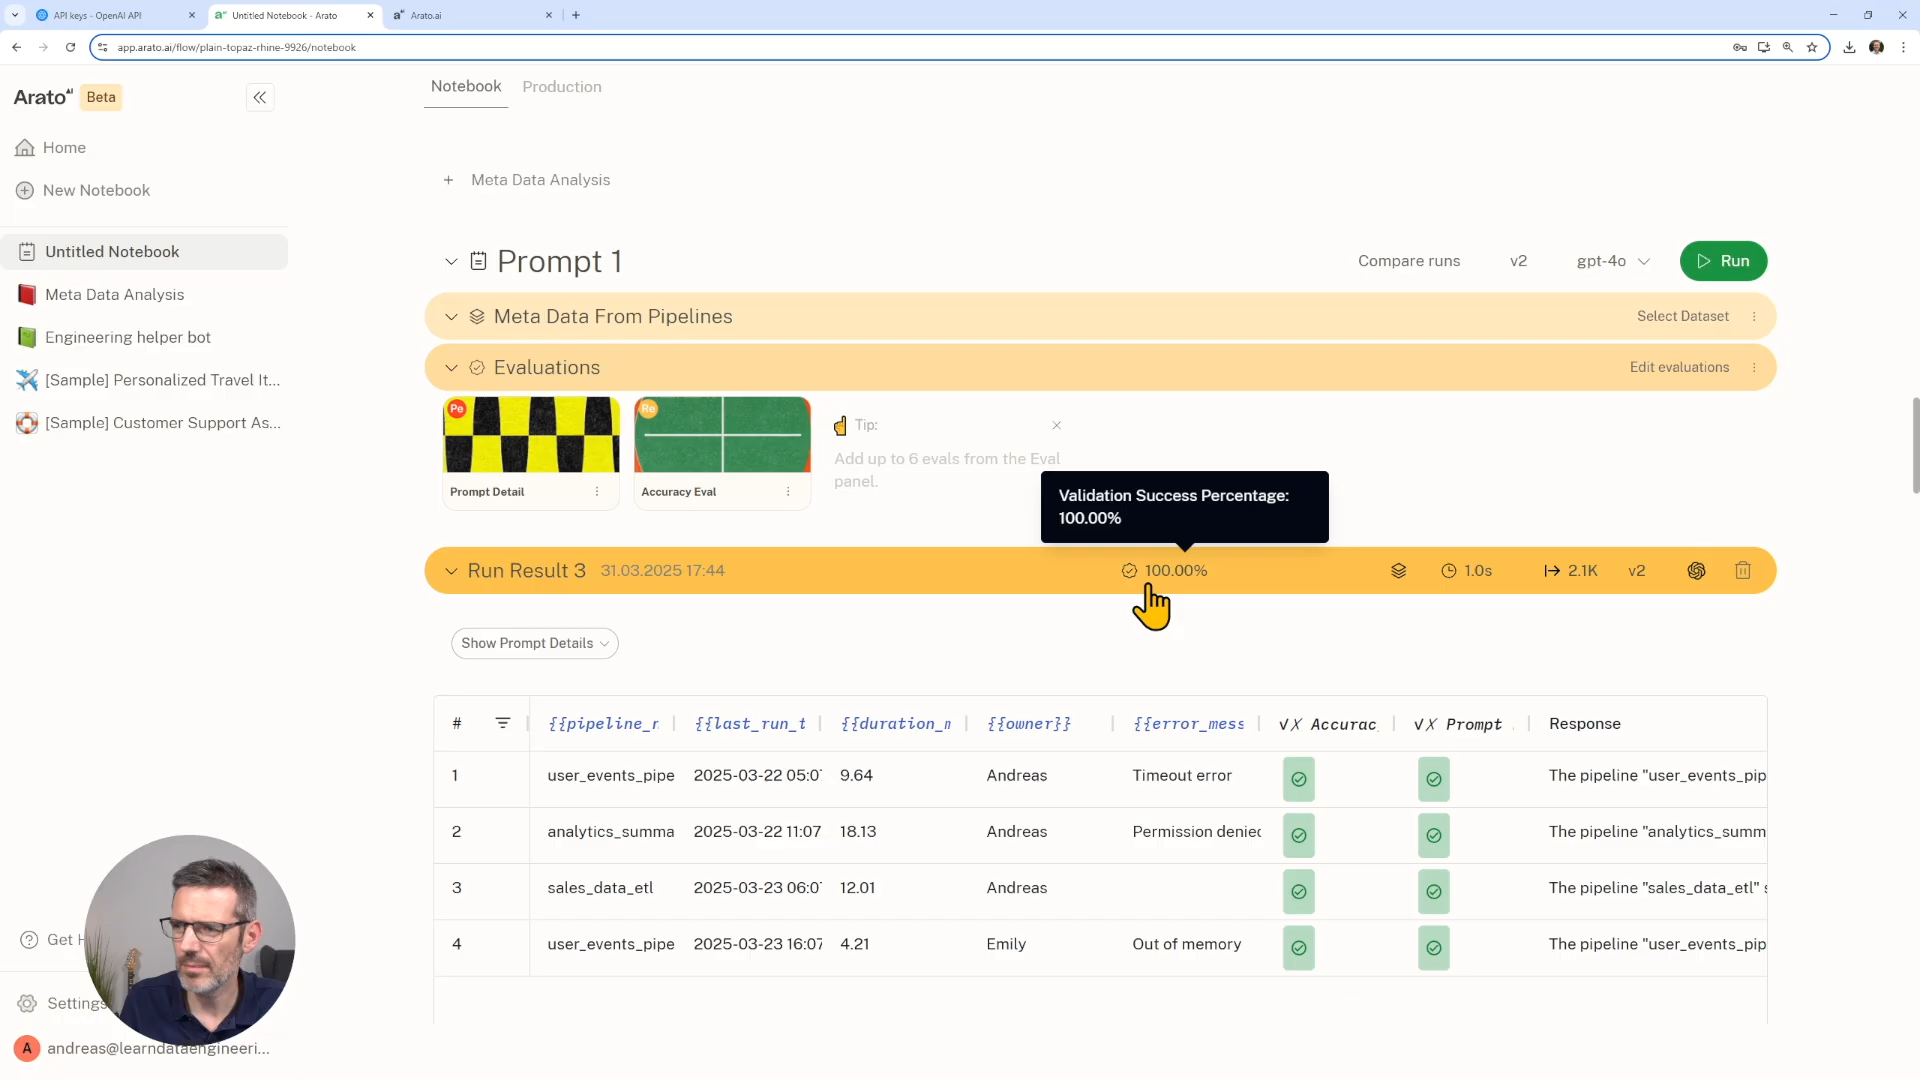 API keys - OpenAI API
Untitled Notebook - Arato
Arato.ai
app.arato.ai/flow/plain-topaz-rhine-9926/notebook
Arato AI
Beta
Notebook
Production
Home
New Notebook
Untitled Notebook
Meta Data Analysis
Engineering helper bot
[Sample] Personalized Travel It...
[Sample] Customer Support As...
+ Meta Data Analysis
Prompt 1
Compare runs
v2
gpt-4o
Run
Meta Data From Pipelines
Select Dataset
Evaluations
Edit evaluations
Pe
Prompt Detail
Re
Accuracy Eval
Tip:
Add up to 6 evals from the Eval
panel.
Validation Success Percentage:
100.00%
Run Result 3
31.03.2025 17:44
100.00%
1.0s
2.1K
v2
Show Prompt Details
# {{pipeline_n {{last_run_t {{duration_m {{owner}} {{error_mess √X Accurac √X Prompt Response
1 user_events_pipe 2025-03-22 05:0 9.64 Andreas Timeout error The pipeline "user_events_pip
2 analytics_summa 2025-03-22 11:07 18.13 Andreas Permission denied The pipeline "analytics_summ
3 sales_data_etl 2025-03-23 06:0 12.01 Andreas The pipeline "sales_data_etl" s
4 user_events_pipe 2025-03-23 16:07 4.21 Emily Out of memory The pipeline "user_events_pip
Get H
Settings
A
andreas@learndataengineeri...